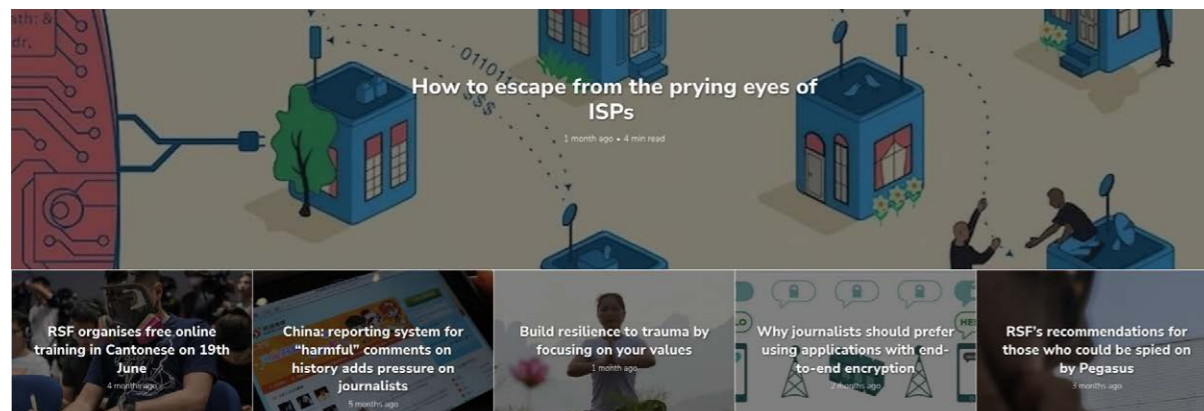 ath: &
dr,
011011
$$$
How to escape from the prying eyes of
ISPs
1 month ago • 4 min read
RSF organises free online
training in Cantonese on 19th
June
4 months ago
China: reporting system for
“harmful” comments on
history adds pressure on
journalists
5 months ago
Build resilience to trauma by
focusing on your values
1 month ago
Why journalists should prefer
using applications with end-
to-end encryption
2 months ago
RSF’s recommendations for
those who could be spied on
by Pegasus
3 months ago